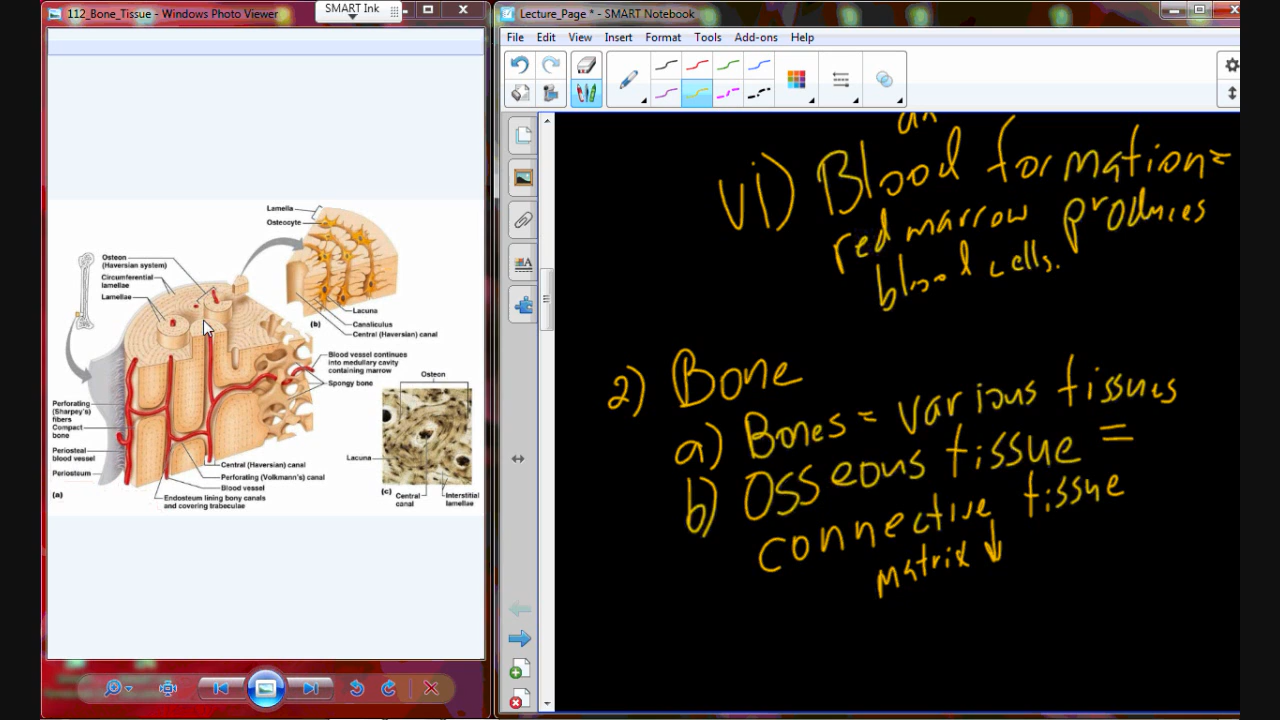 112_Bone_Tissue - Windows Photo Viewer
SMART Ink
Lamella
Osteocyte
Osteon
(Haversian system)
Circumferential
lamellae
Lamellae
Lacuna
Canaliculus
Central (Haversian) canal
(b)
Blood vessel continues
into medullary cavity
containing marrow
Spongy bone
Perforating
(Sharpey's)
fibers
Compact
bone
Periosteal
blood vessel
Periosteum
(a)
Central (Haversian) canal
Perforating (Volkmann's) canal
Blood vessel
Endosteum lining bony canals
and covering trabeculae
Osteon
Lacuna
(c)
Central
canal
Interstitial
lamellae
Lecture_Page * - SMART Notebook
File Edit View Insert Format Tools Add-ons Help
vi) Blood formation=
red marrow produces
blood cells.
2) Bone
a) Bones = various tissues
b) Osseous tissue =
connective tissue
matrix ↓